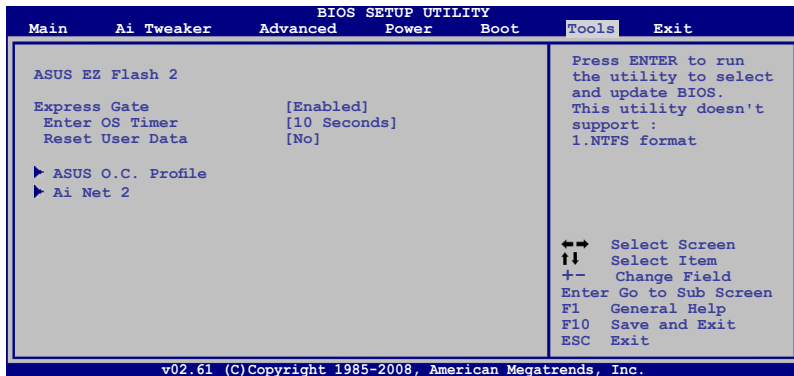 BIOS SETUP UTILITY
Main Ai Tweaker Advanced Power Boot Tools Exit
ASUS EZ Flash 2
Express Gate [Enabled]
Enter OS Timer [10 Seconds]
Reset User Data [No]
ASUS O.C. Profile
Ai Net 2
Press ENTER to run
the utility to select
and update BIOS.
This utility doesn't
support :
1.NTFS format
Select Screen
Select Item
+- Change Field
Enter Go to Sub Screen
F1 General Help
F10 Save and Exit
ESC Exit
v02.61 (C)Copyright 1985-2008, American Megatrends, Inc.